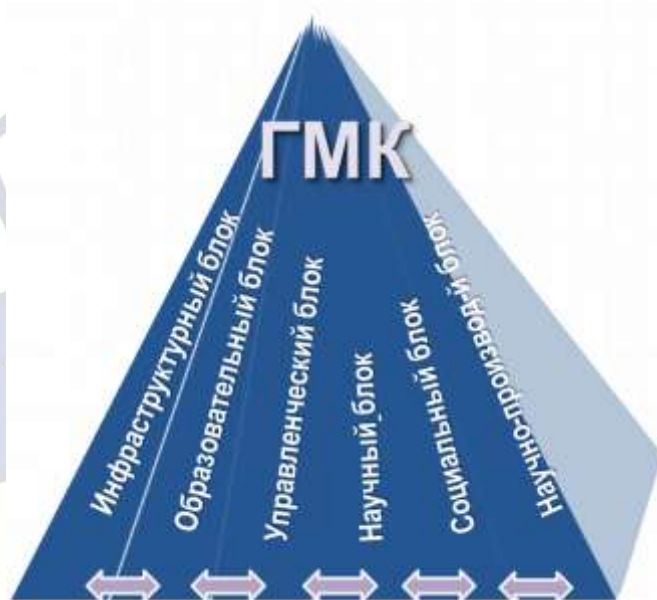 ГМК
Инфраструктурный блок
Образовательный блок
Управленческий блок
Научный блок
Социальный блок
Научно-производ-й блок